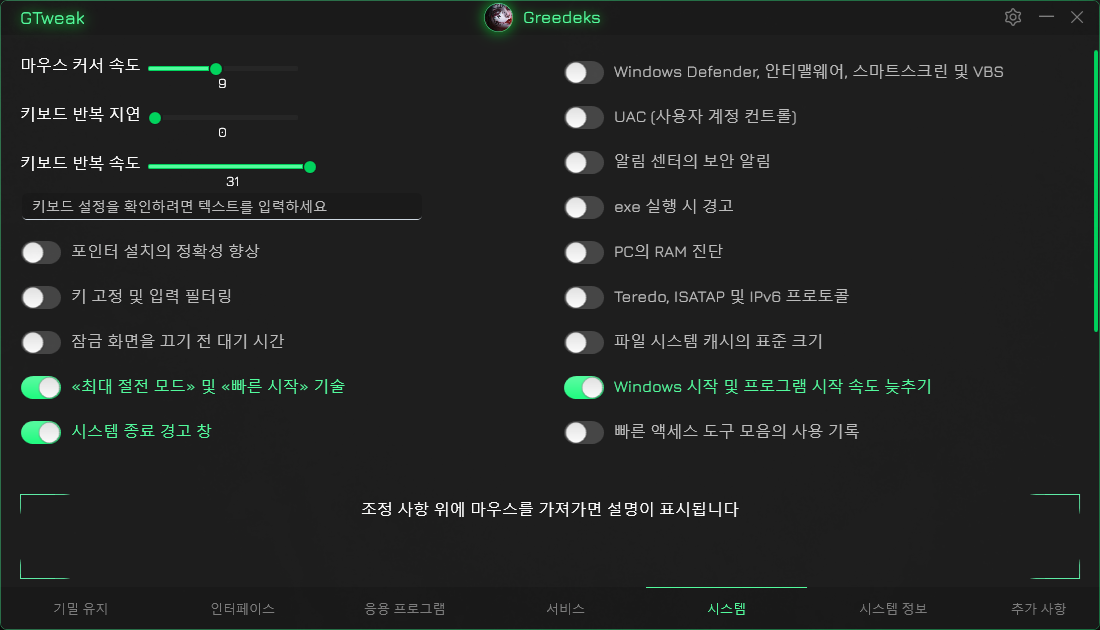 GTweak
Greedeks
마우스 커서 속도
9
키보드 반복 지연
0
키보드 반복 속도
31
키보드 설정을 확인하려면 텍스트를 입력하세요
포인터 설치의 정확성 향상
키 고정 및 입력 필터링
잠금 화면을 끄기 전 대기 시간
«최대 절전 모드» 및 «빠른 시작» 기술
시스템 종료 경고 창
Windows Defender, 안티맬웨어, 스마트스크린 및 VBS
UAC (사용자 계정 컨트롤)
알림 센터의 보안 알림
exe 실행 시 경고
PC의 RAM 진단
Teredo, ISATAP 및 IPv6 프로토콜
파일 시스템 캐시의 표준 크기
Windows 시작 및 프로그램 시작 속도 늦추기
빠른 액세스 도구 모음의 사용 기록
조정 사항 위에 마우스를 가져가면 설명이 표시됩니다
기밀 유지
인터페이스
응용 프로그램
서비스
시스템
시스템 정보
추가 사항